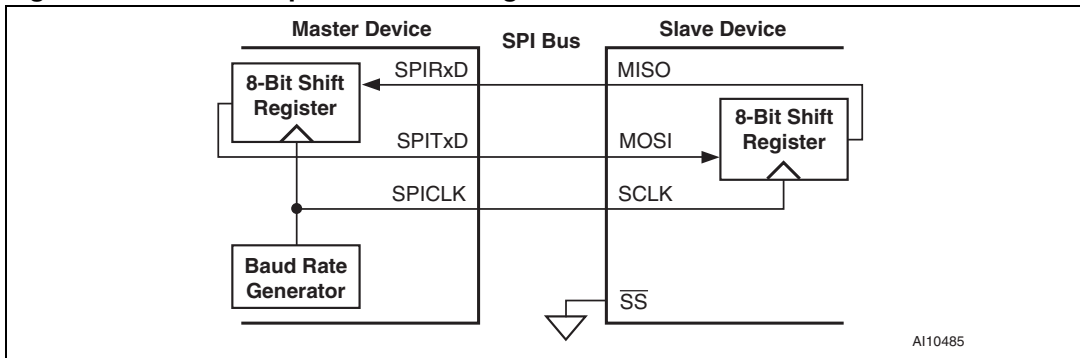 Master Device
SPI Bus
Slave Device
8-Bit Shift
Register
SPIRxD
MISO
8-Bit Shift
Register
SPITxD
MOSI
SPICLK
SCLK
Baud Rate
Generator
SS
AI10485